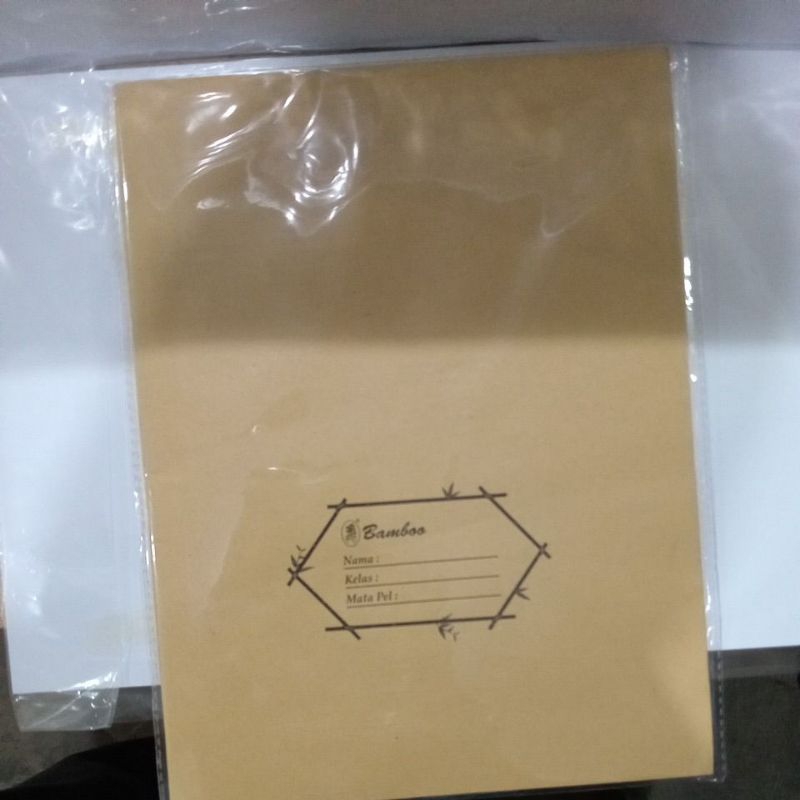 Bamboo
Nama :
Kelas :
Mata Pel :